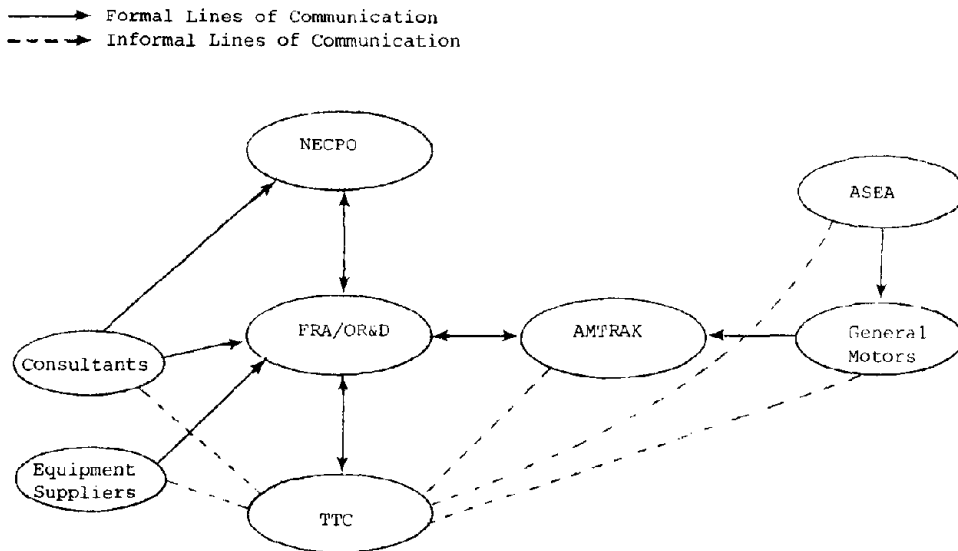 Formal Lines of Communication
Informal Lines of Communication
NECPO
ASEA
FRA/OR&D
AMTRAK
General
Motors
Consultants
Equipment
Suppliers
TTC